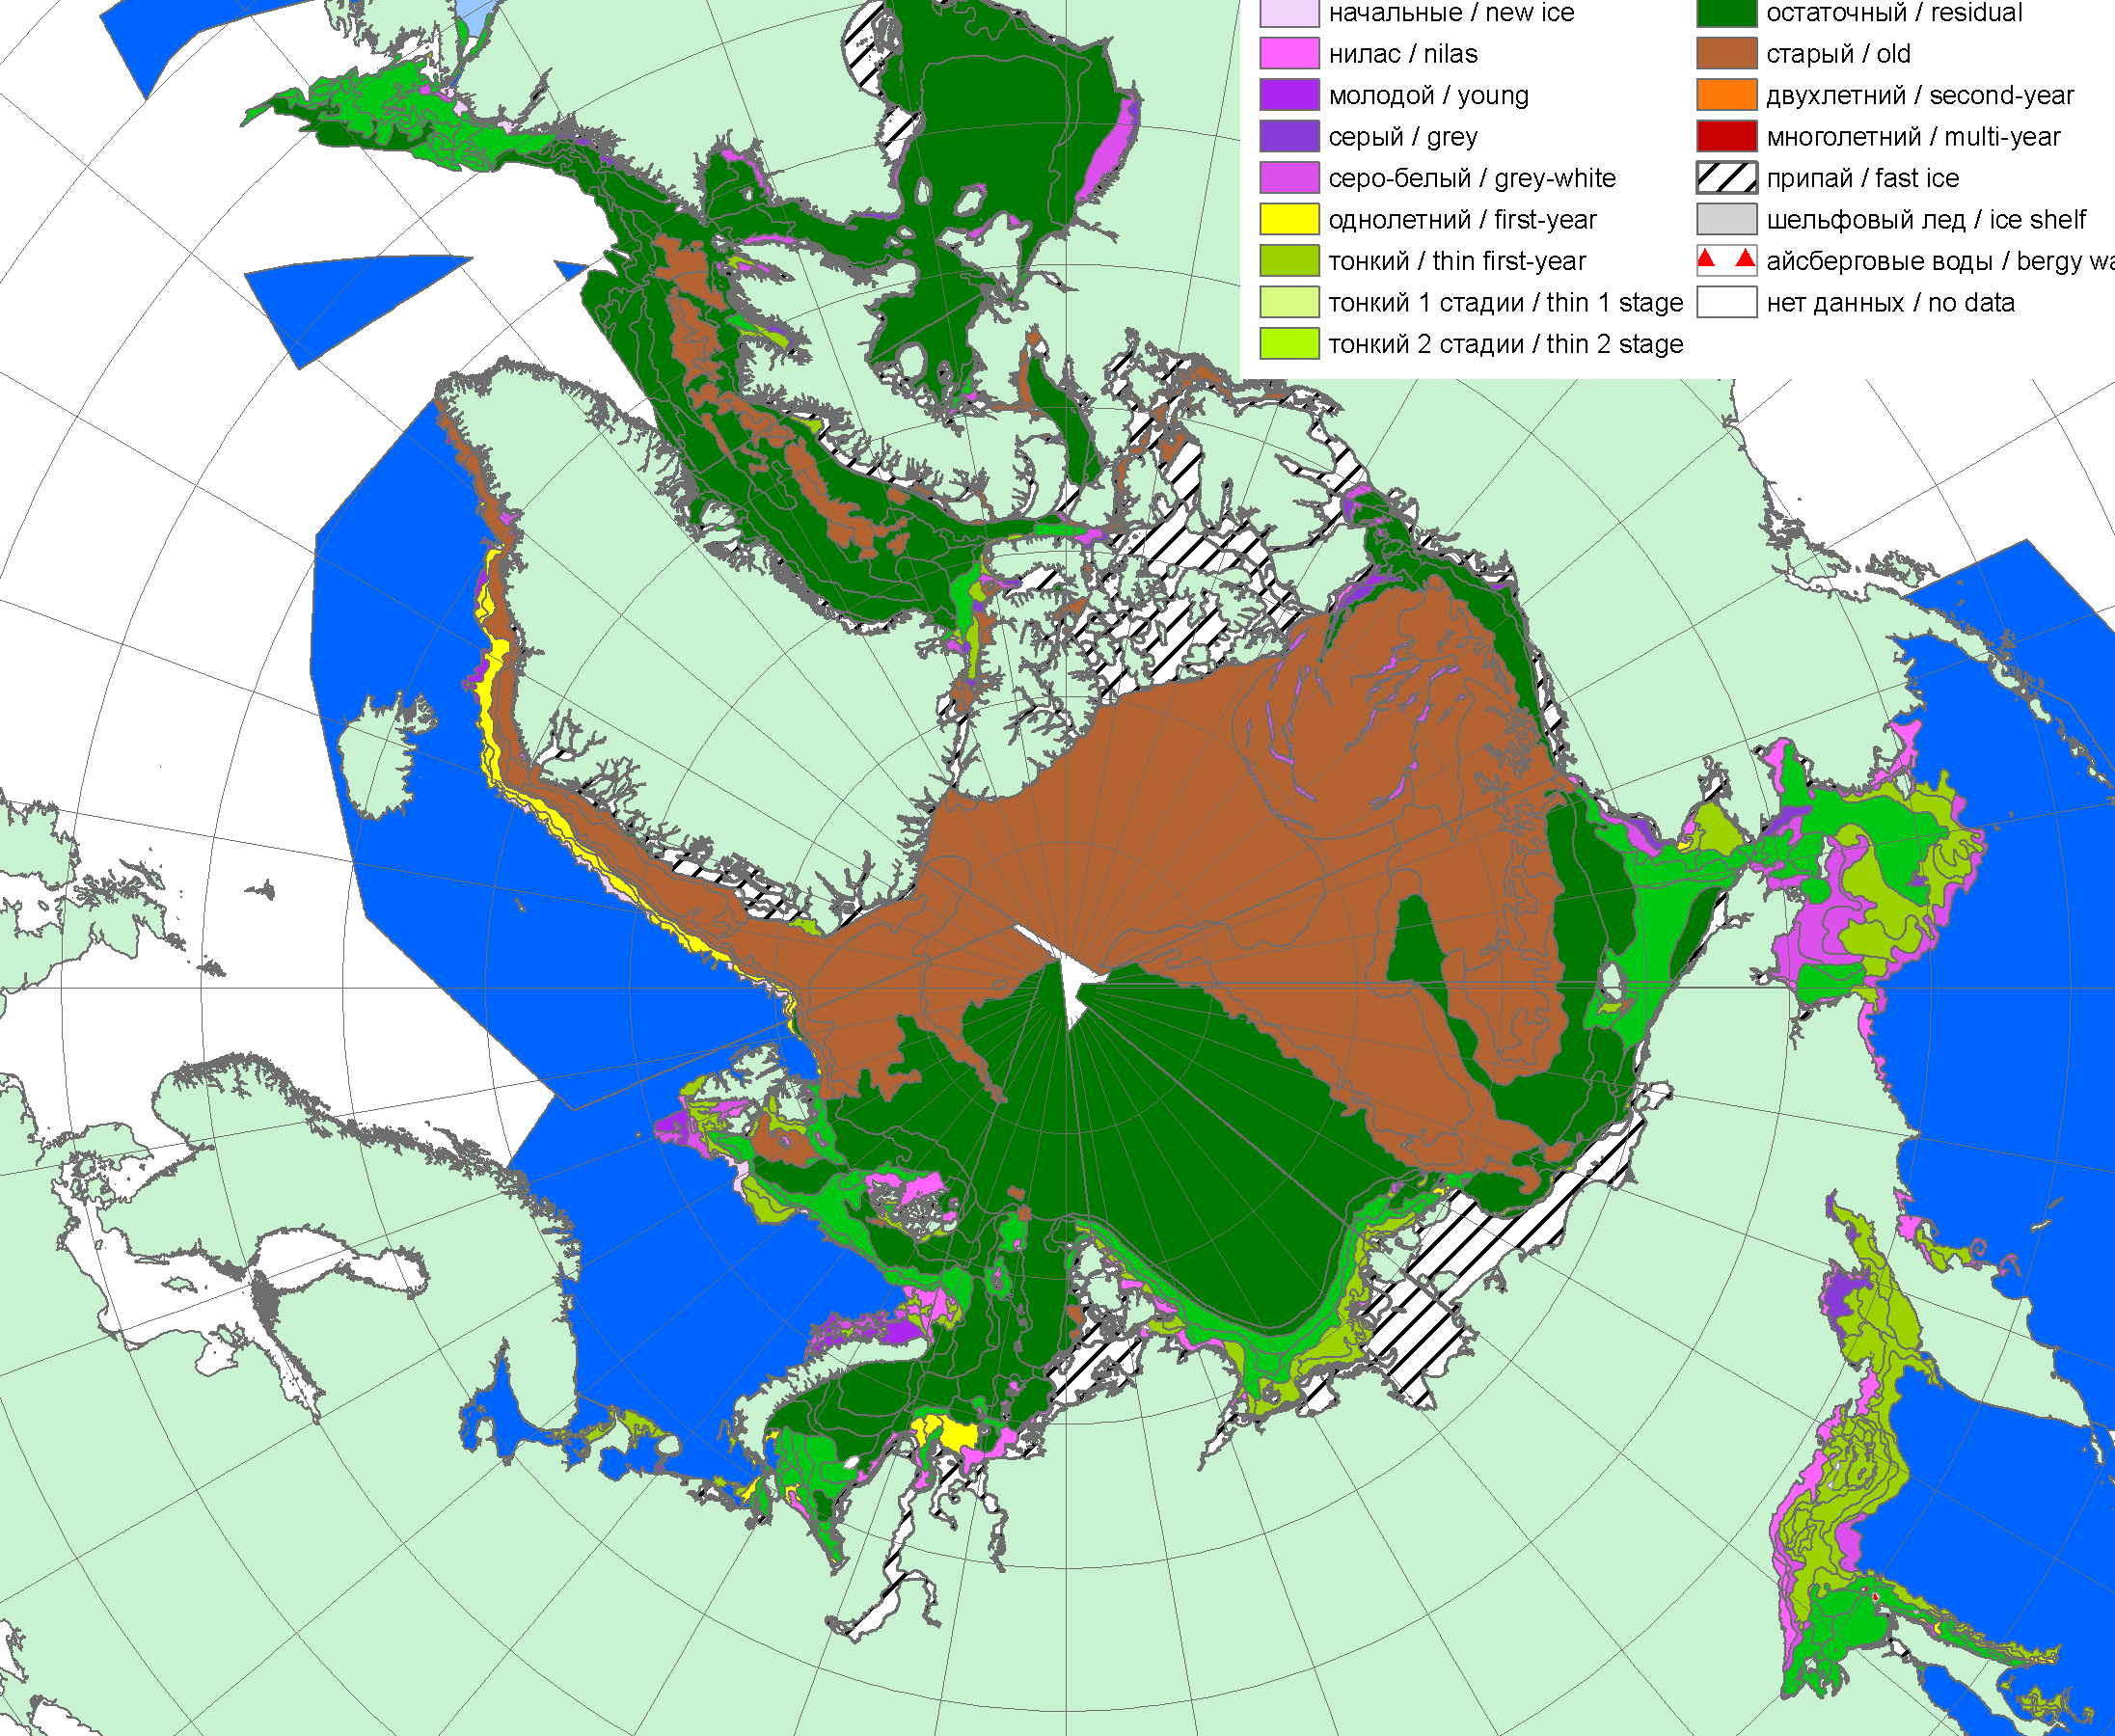 начальные / new ice
нилас / nilas
молодой / young
серый / grey
серо-белый / grey-white
однолетний / first-year
тонкий / thin first-year
тонкий 1 стадии / thin 1 stage
тонкий 2 стадии / thin 2 stage
остаточный / residual
старый / old
двухлетний / second-year
многолетний / multi-year
припай / fast ice
шельфовый лед / ice shelf
айсберговые воды / bergy wa
нет данных / no data